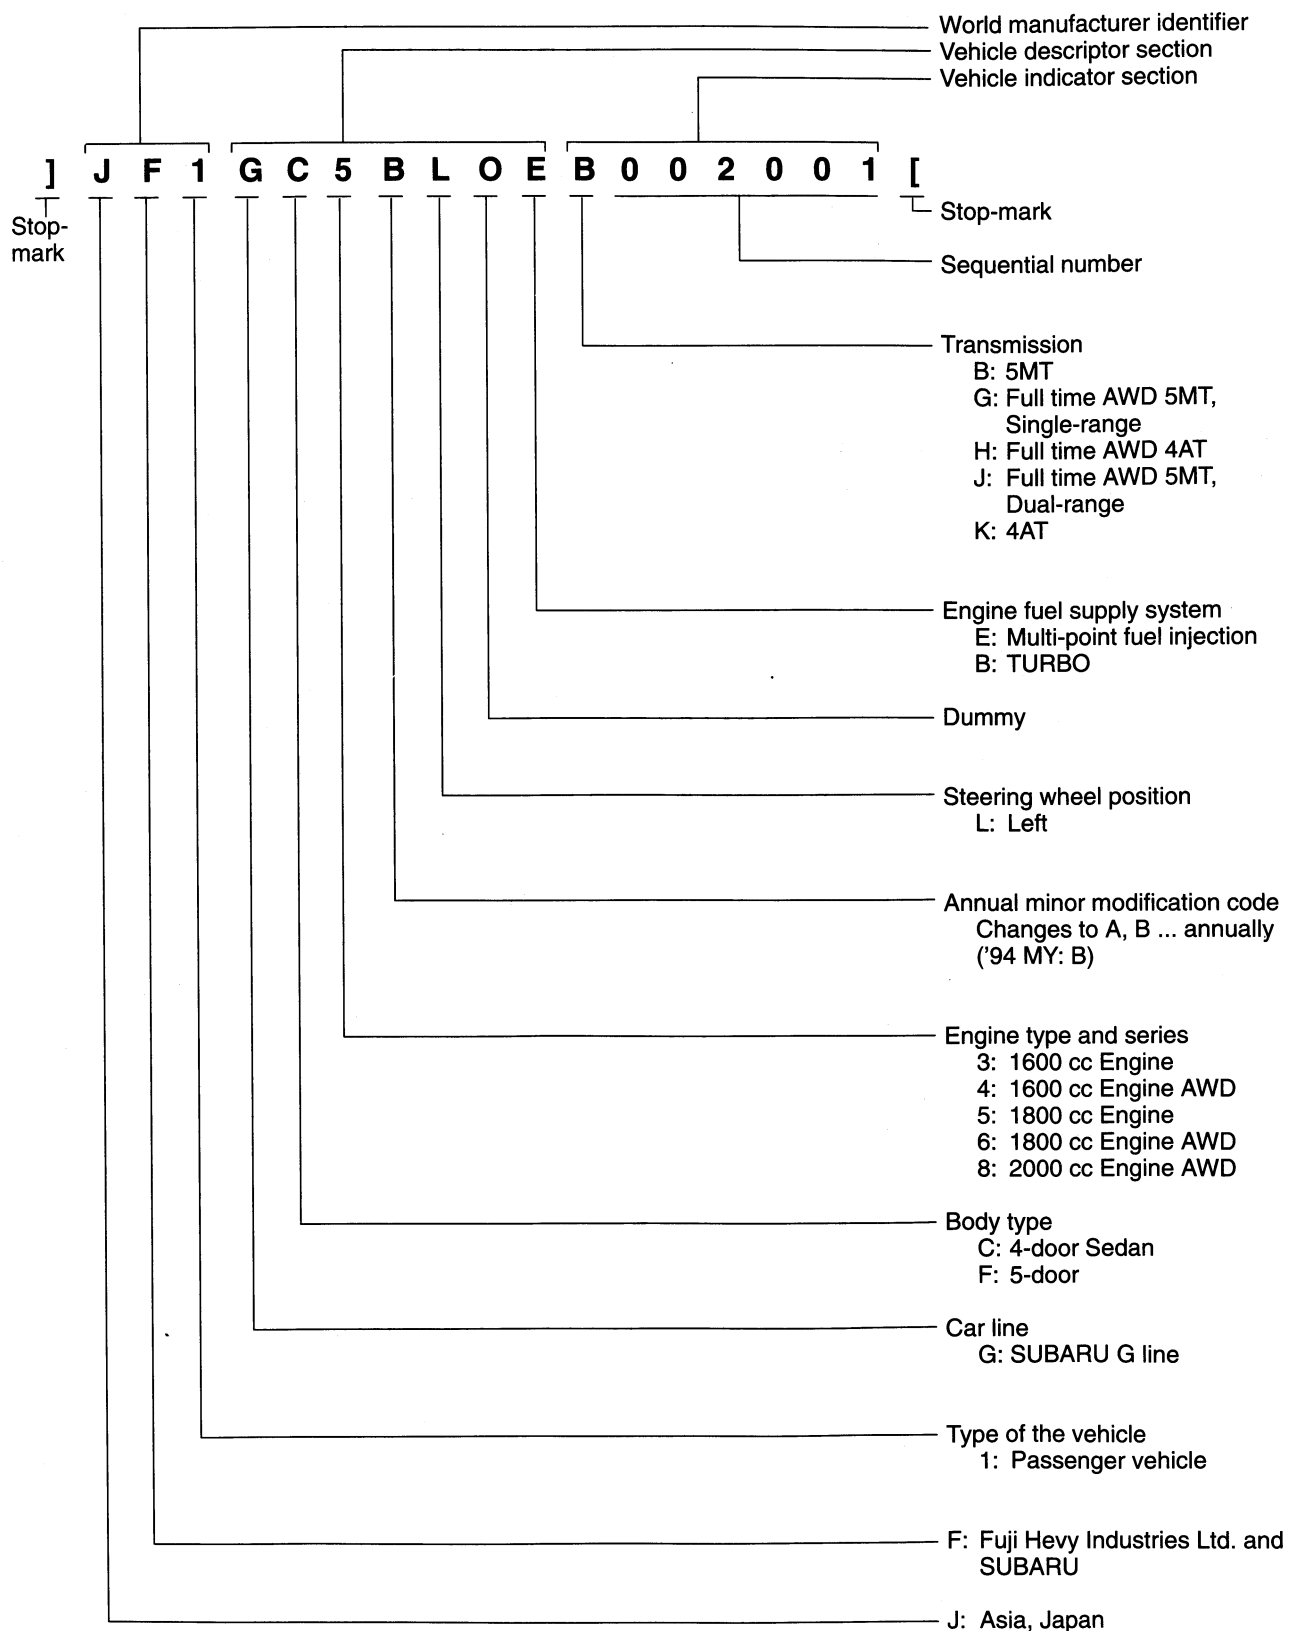 World manufacturer identifier
Vehicle descriptor section
Vehicle indicator section
] J F 1 G C 5 B L O E B 0 0 2 0 0 1 [
Stop-
mark
Stop-mark
Sequential number
Transmission
B: 5MT
G: Full time AWD 5MT,
Single-range
H: Full time AWD 4AT
J: Full time AWD 5MT,
Dual-range
K: 4AT
Engine fuel supply system
E: Multi-point fuel injection
B: TURBO
Dummy
Steering wheel position
L: Left
Annual minor modification code
Changes to A, B ... annually
('94 MY: B)
Engine type and series
3: 1600 cc Engine
4: 1600 cc Engine AWD
5: 1800 cc Engine
6: 1800 cc Engine AWD
8: 2000 cc Engine AWD
Body type
C: 4-door Sedan
F: 5-door
Car line
G: SUBARU G line
Type of the vehicle
1: Passenger vehicle
F: Fuji Hevy Industries Ltd. and
SUBARU
J: Asia, Japan